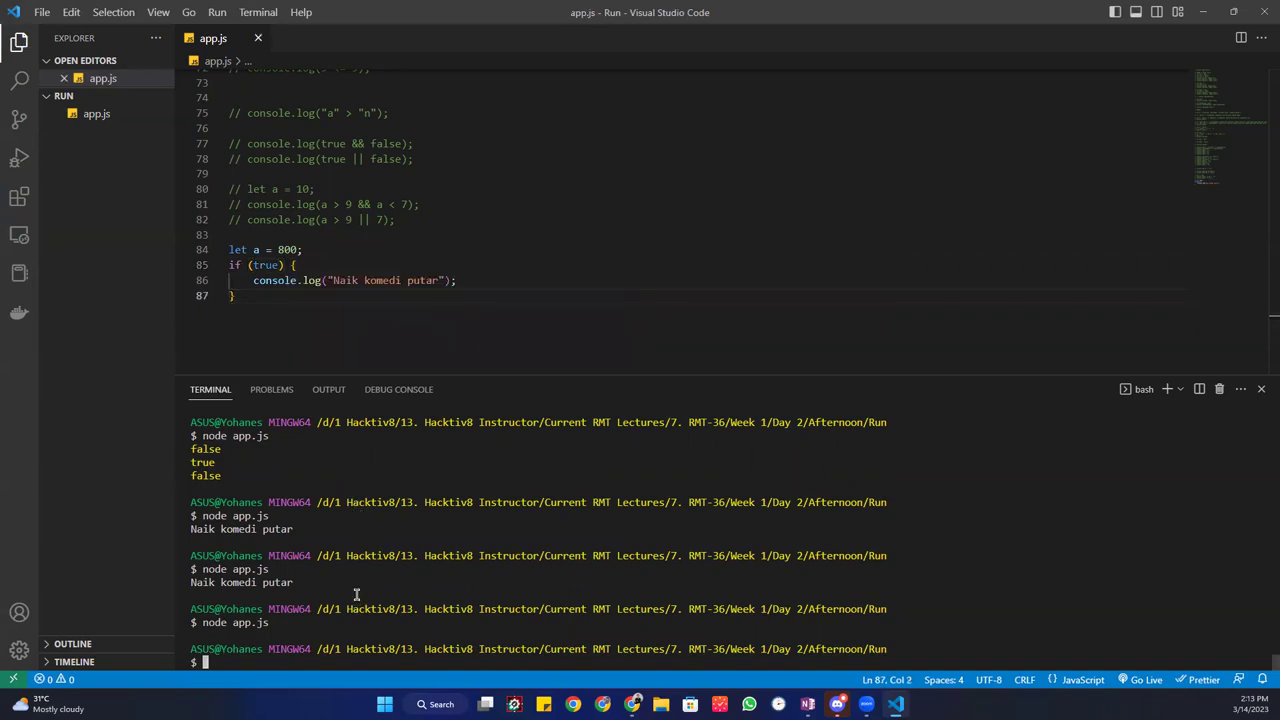 File Edit Selection View Go Run Terminal Help
app.js - Run - Visual Studio Code
EXPLORER
OPEN EDITORS
app.js
RUN
app.js
OUTLINE
TIMELINE
app.js
app.js > ...
73
74
75 // console.log("a" > "n");
76
77 // console.log(true && false);
78 // console.log(true || false);
79
80 // let a = 10;
81 // console.log(a > 9 && a < 7);
82 // console.log(a > 9 || 7);
83
84 let a = 800;
85 if (true) {
86 console.log("Naik komedi putar");
87 }
TERMINAL PROBLEMS OUTPUT DEBUG CONSOLE
bash
ASUS@Yohanes MINGW64 /d/1 Hacktiv8/13. Hacktiv8 Instructor/Current RMT Lectures/7. RMT-36/Week 1/Day 2/Afternoon/Run
$ node app.js
false
true
false
ASUS@Yohanes MINGW64 /d/1 Hacktiv8/13. Hacktiv8 Instructor/Current RMT Lectures/7. RMT-36/Week 1/Day 2/Afternoon/Run
$ node app.js
Naik komedi putar
ASUS@Yohanes MINGW64 /d/1 Hacktiv8/13. Hacktiv8 Instructor/Current RMT Lectures/7. RMT-36/Week 1/Day 2/Afternoon/Run
$ node app.js
Naik komedi putar
ASUS@Yohanes MINGW64 /d/1 Hacktiv8/13. Hacktiv8 Instructor/Current RMT Lectures/7. RMT-36/Week 1/Day 2/Afternoon/Run
$ node app.js
ASUS@Yohanes MINGW64 /d/1 Hacktiv8/13. Hacktiv8 Instructor/Current RMT Lectures/7. RMT-36/Week 1/Day 2/Afternoon/Run
$
0 0
Ln 87, Col 2 Spaces: 4 UTF-8 CRLF {} JavaScript Go Live Prettier
31°C
Mostly cloudy
Search
2:13 PM
3/14/2023